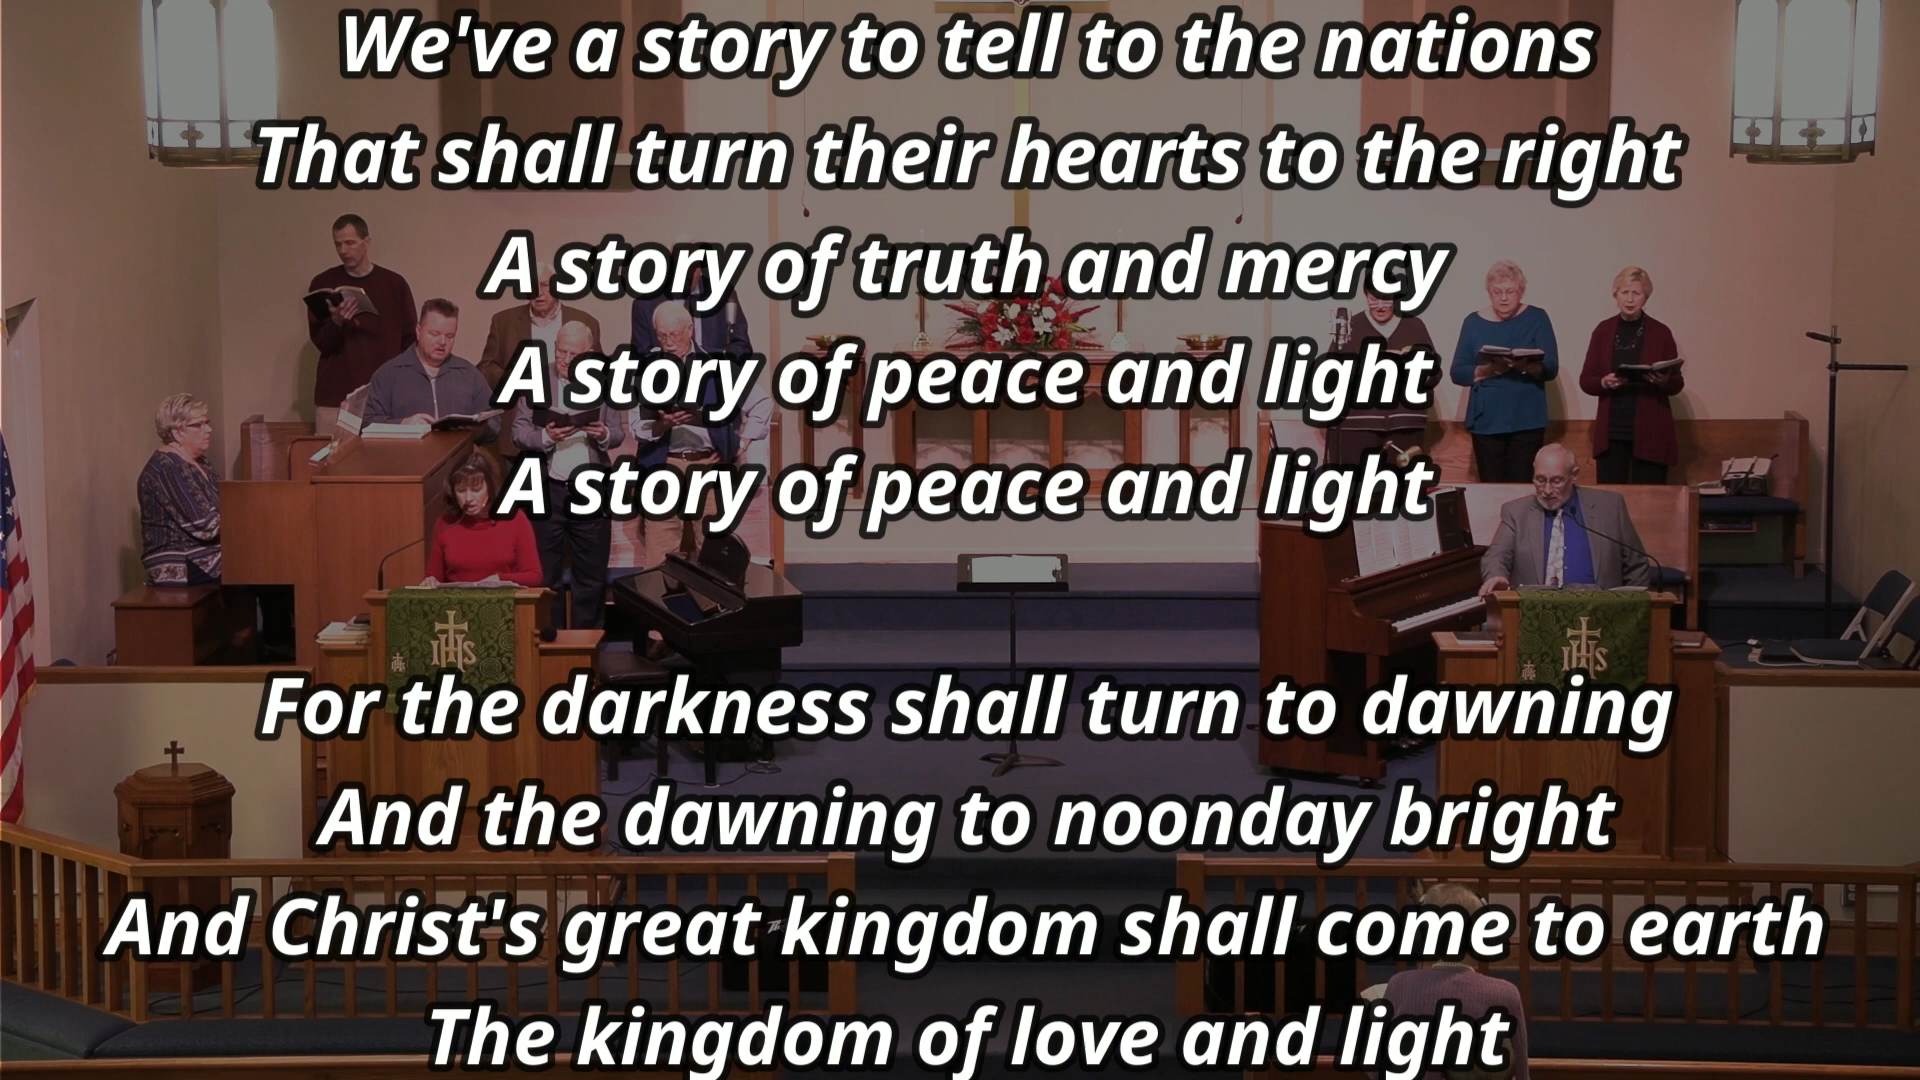 We've a story to tell to the nations
That shall turn their hearts to the right
A story of truth and mercy
A story of peace and light
A story of peace and light
For the darkness shall turn to dawning
And the dawning to noonday bright
And Christ's great kingdom shall come to earth
The kingdom of love and light
IHS
IHS